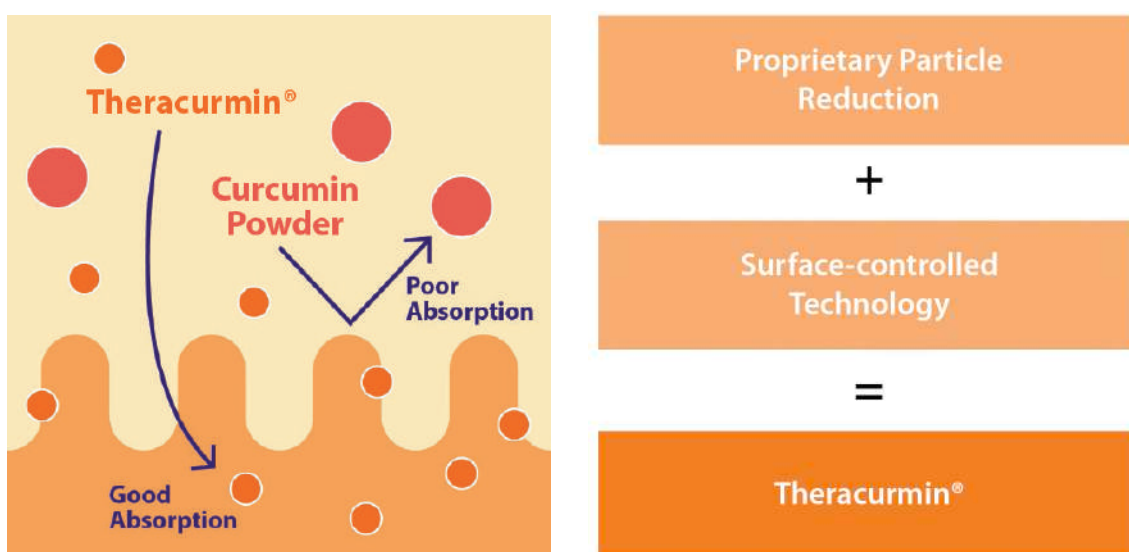 Theracurmin®
Curcumin
Powder
Poor
Absorption
Good
Absorption
Proprietary Particle
Reduction
+
Surface-controlled
Technology
=
Theracurmin®